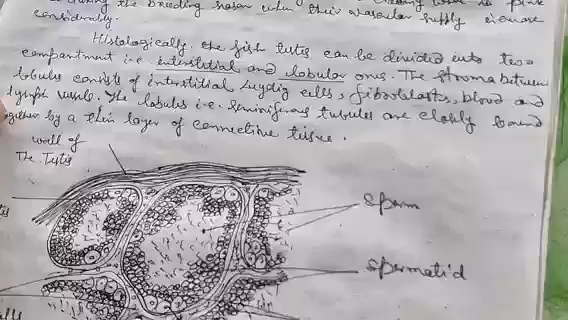 during the breeding season when their vascular supply increase
considerably.
Histologically, the fish testis can be divided into two
compartment i.e. interstitial and lobular ones. The stroma between
lobules consists of interstitial Leydig cells, fibroblasts, blood and
lymph vessels. The lobules i.e. Seminiferous tubules are closely bound
together by a thin layer of connective tissue.
wall of
The Testis
Sperm
Spermatid